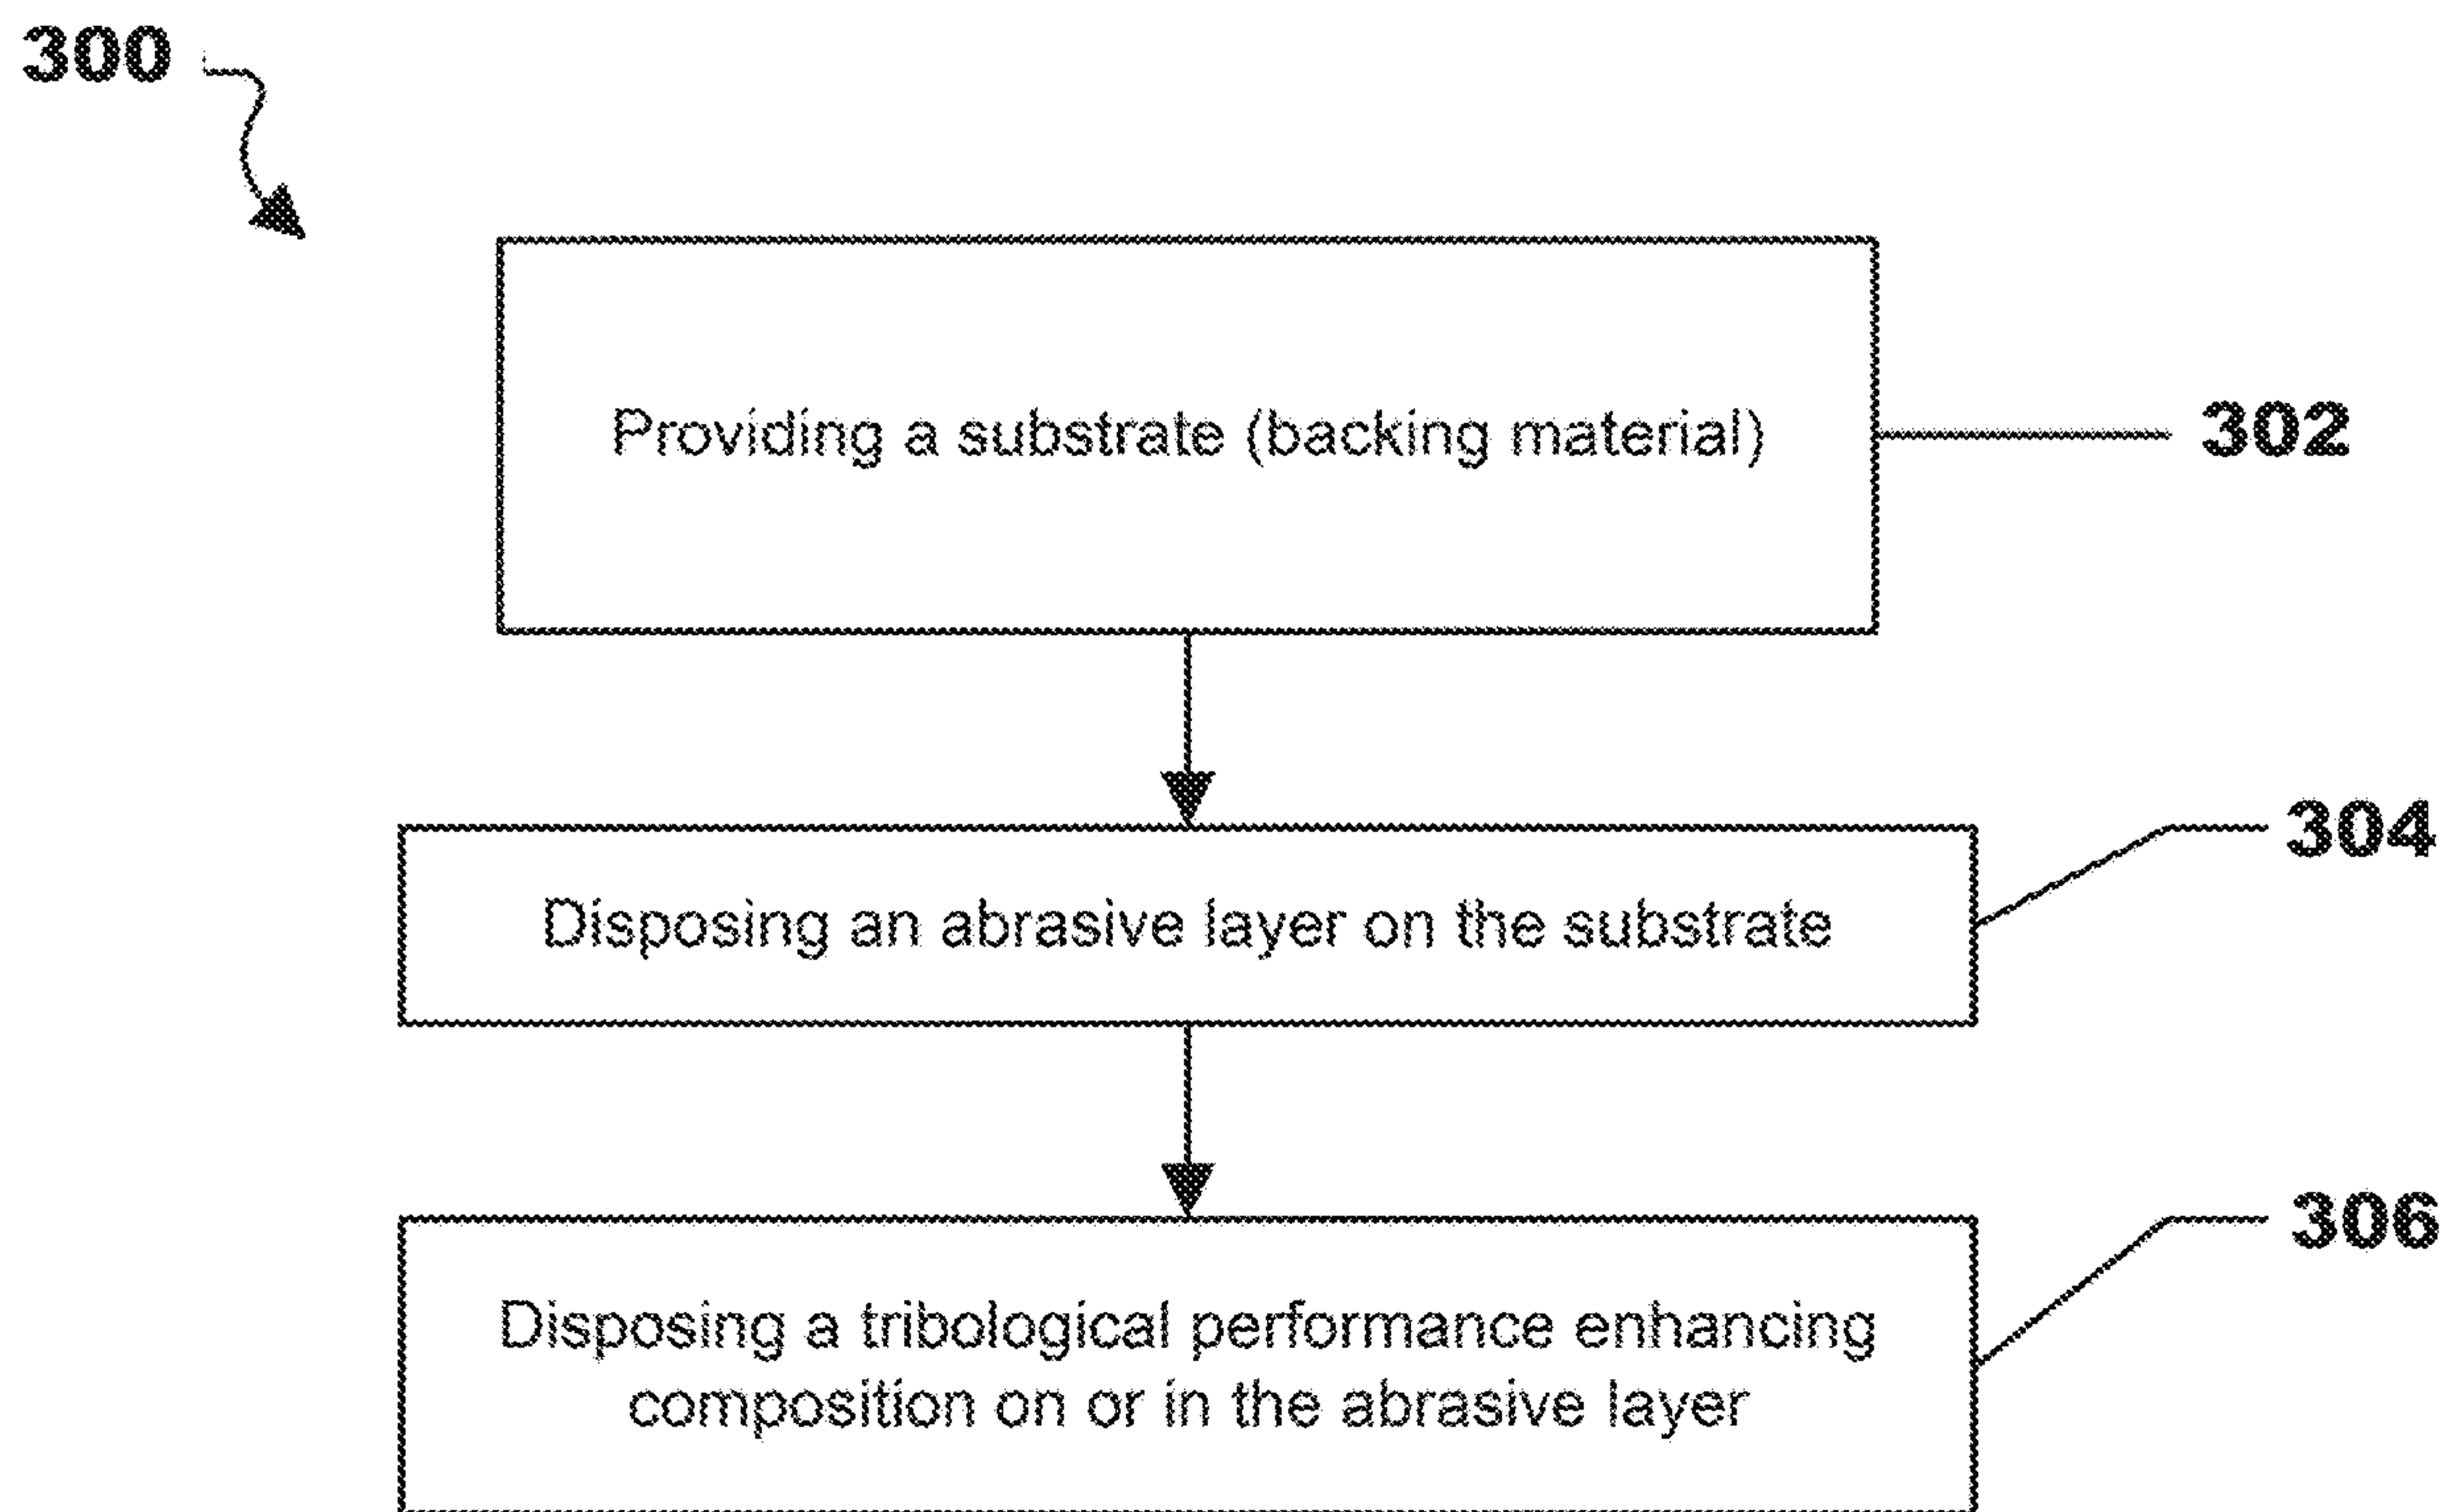 300
Providing a substrate (backing material)
302
304
Disposing an abrasive layer on the substrate
306
Disposing a tribological performance enhancing
composition on or in the abrasive layer